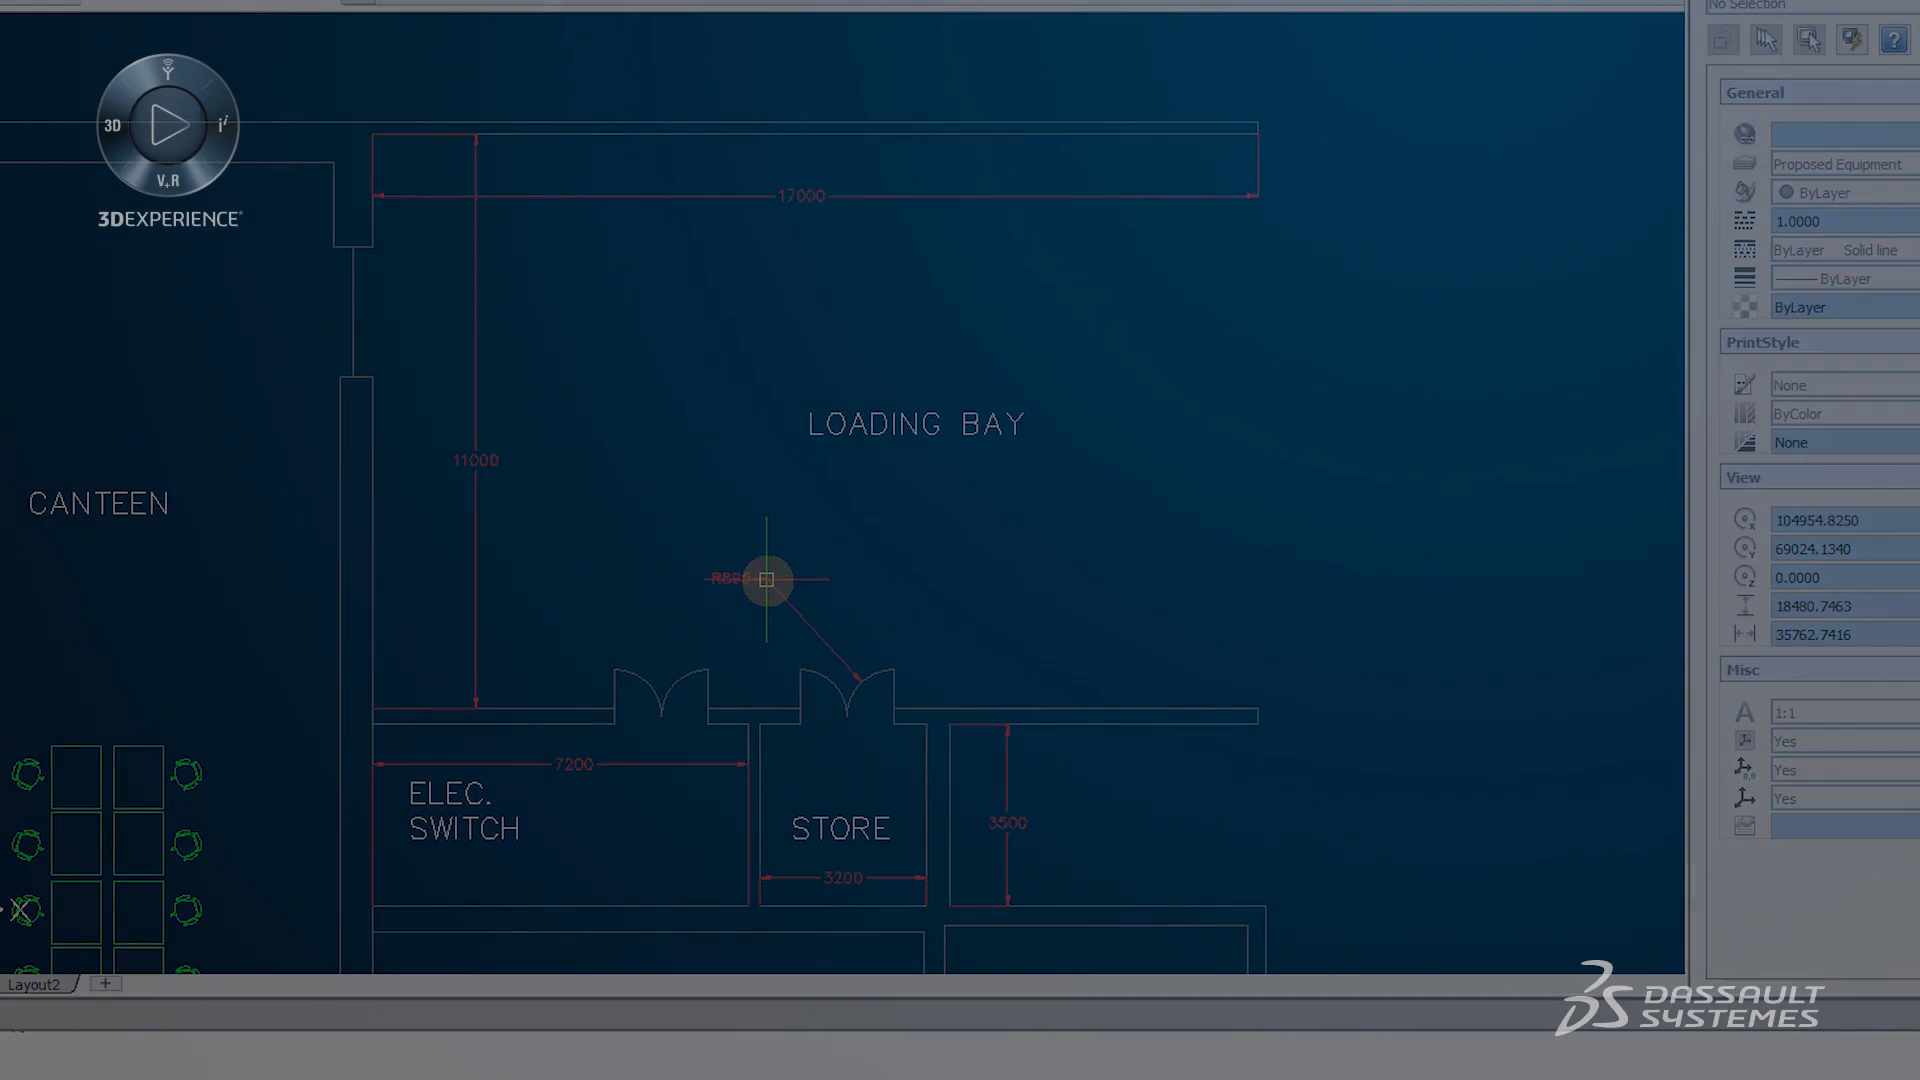 No Selection
3D
i
V+R
3DEXPERIENCE®
17000
LOADING BAY
11000
CANTEEN
7200
ELEC.
SWITCH
STORE
3200
3500
X
Layout2
+
?
General
Proposed Equipment
ByLayer
1.0000
ByLayer Solid line
ByLayer
ByLayer
PrintStyle
None
ByColor
None
View
104954.8250
69024.1340
0.0000
18480.7463
35762.7416
Misc
1:1
Yes
Yes
Yes
DASSAULT
SYSTEMES